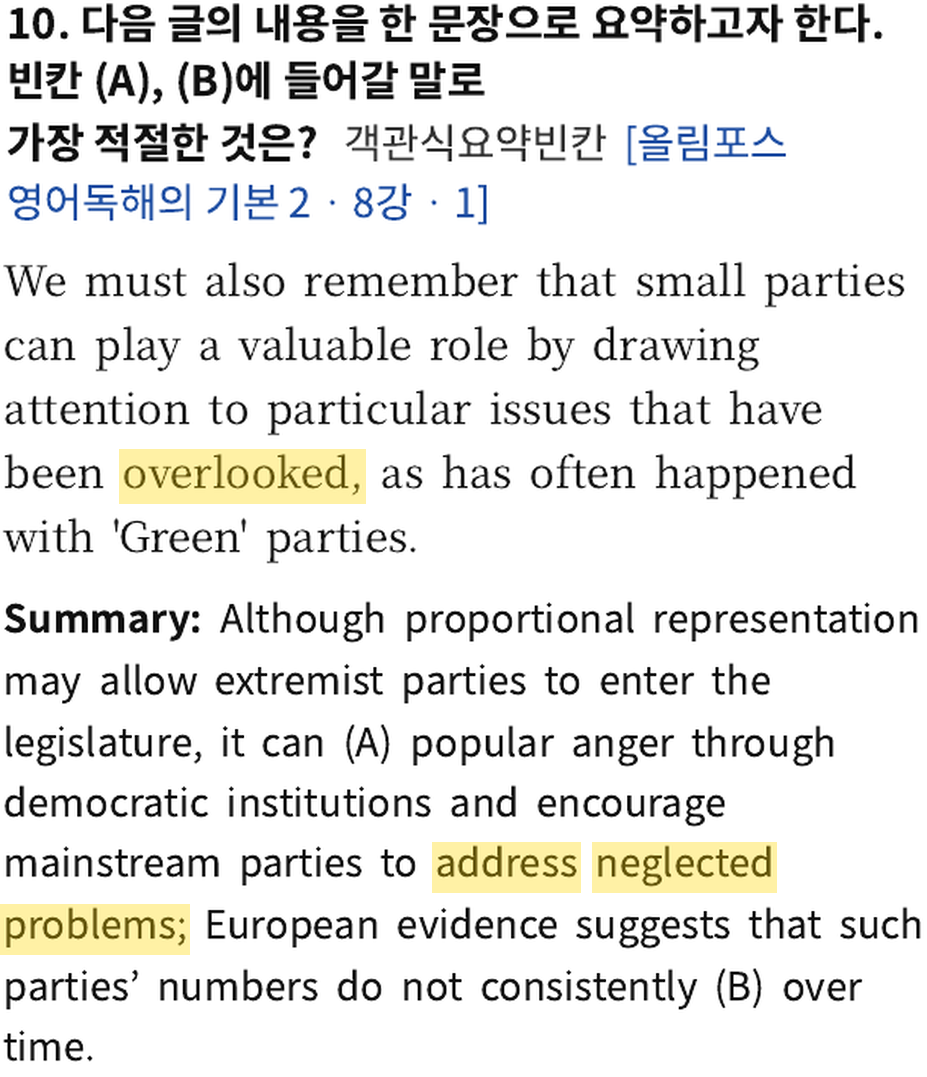 10. 다음 글의 내용을 한 문장으로 요약하고자 한다.
빈칸 (A), (B)에 들어갈 말로
가장 적절한 것은? 객관식요약빈칸 [올림포스
영어독해의 기본 2 · 8강 · 1]
We must also remember that small parties
can play a valuable role by drawing
attention to particular issues that have
been overlooked, as has often happened
with 'Green' parties.
Summary: Although proportional representation
may allow extremist parties to enter the
legislature, it can (A) popular anger through
democratic institutions and encourage
mainstream parties to address neglected
problems; European evidence suggests that such
parties’ numbers do not consistently (B) over
time.